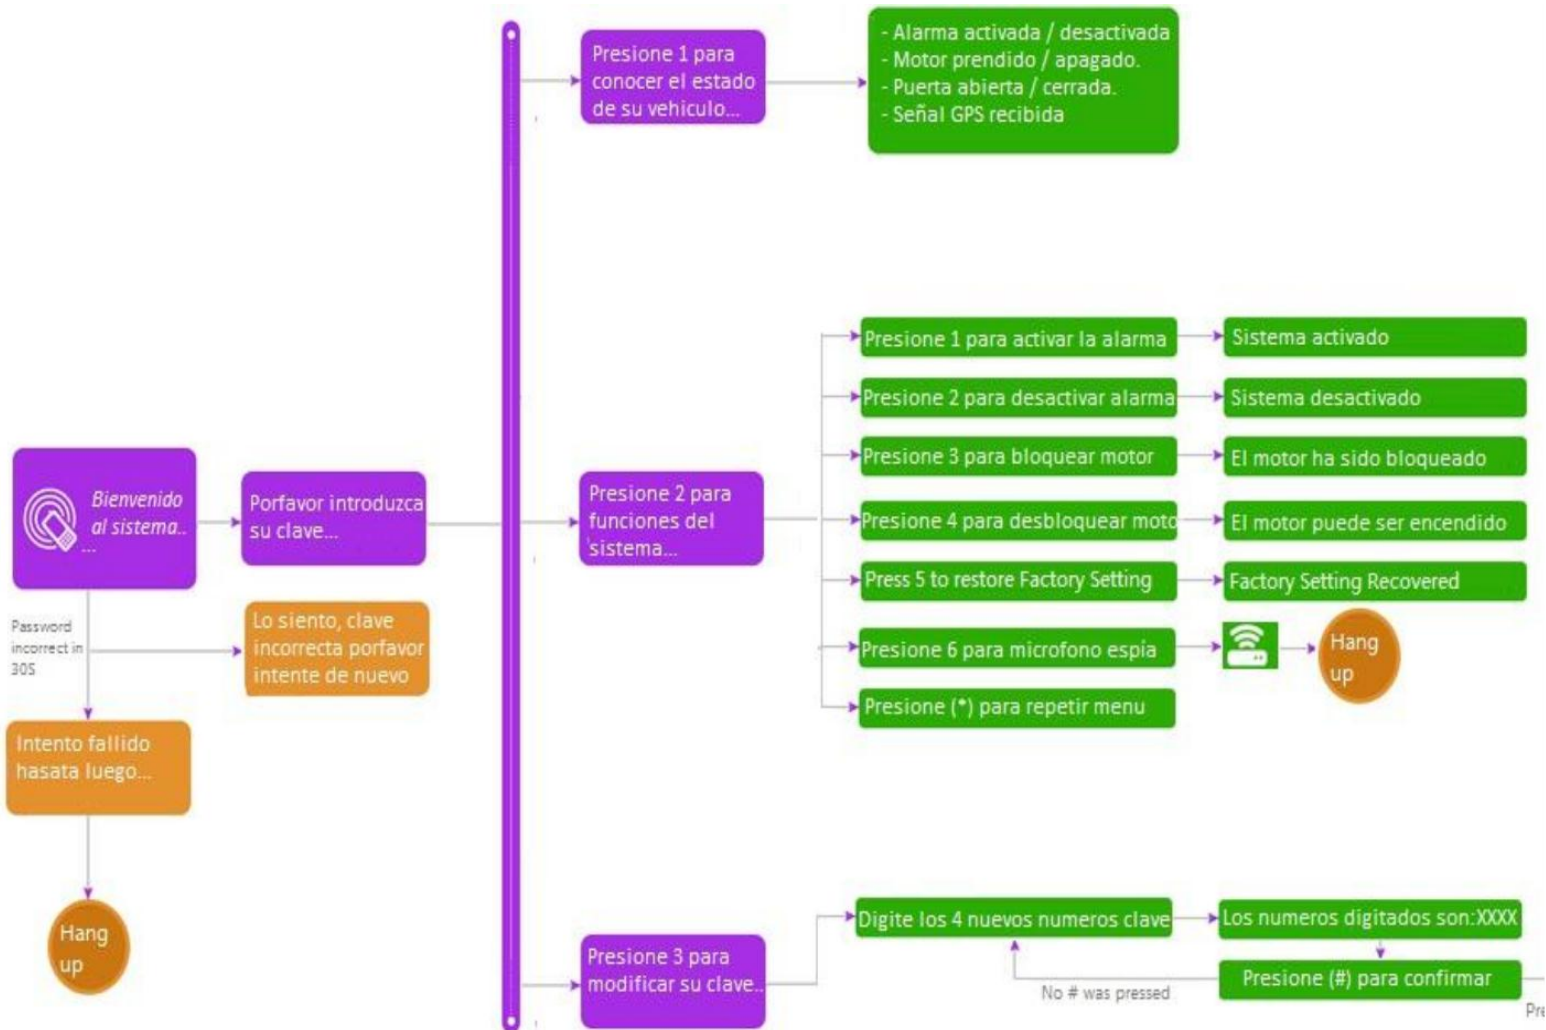 Presione 1 para
conocer el estado
de su vehiculo...
- Alarma activada / desactivada
- Motor prendido / apagado.
- Puerta abierta / cerrada.
- Señal GPS recibida
Bienvenido
al sistema..
...
Porfavor introduzca
su clave...
Password
incorrect in
30S
Lo siento, clave
incorrecta porfavor
intente de nuevo
Intento fallido
hasata luego...
Hang
up
Presione 2 para
funciones del
sistema...
Presione 1 para activar la alarma
Sistema activado
Presione 2 para desactivar alarma
Sistema desactivado
Presione 3 para bloquear motor
El motor ha sido bloqueado
Presione 4 para desbloquear moto
El motor puede ser encendido
Press 5 to restore Factory Setting
Factory Setting Recovered
Presione 6 para microfono espia
Hang
up
Presione (*) para repetir menu
Presione 3 para
modificar su clave..
Digite los 4 nuevos numeros clave
Los numeros digitados son:XXXX
Presione (#) para confirmar
No # was pressed
Pre